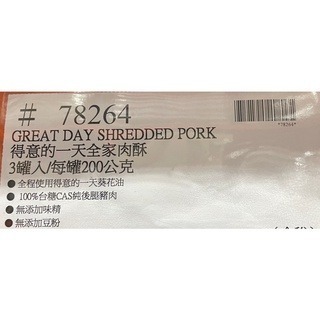 # 78264
*78264*
GREAT DAY SHREDDED PORK
得意的一天全家肉酥
3罐入/每罐200公克
●全程使用得意的一天葵花油
● 100%台糖CAS純後腿豬肉
●無添加味精
●無添加豆粉